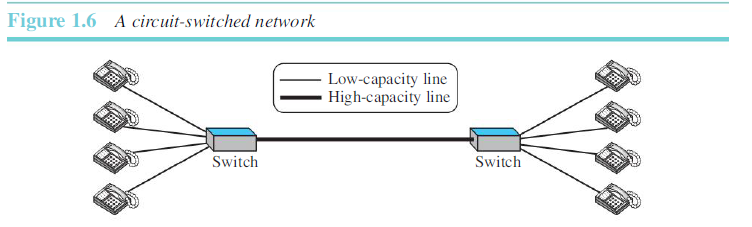 Figure 1.6 A circuit-switched network
Low-capacity line
High-capacity line
Switch
Switch